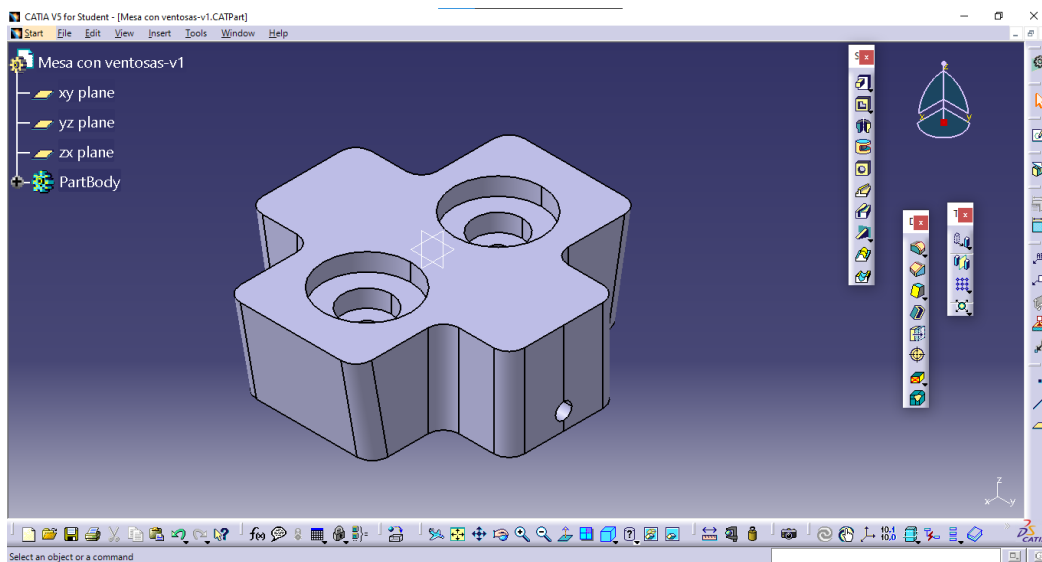 CATIA V5 for Student - [Mesa con ventosas-v1.CATPart]
Start File Edit View Insert Tools Window Help
Mesa con ventosas-v1
xy plane
yz plane
zx plane
PartBody
z
x
y
Select an object or a command